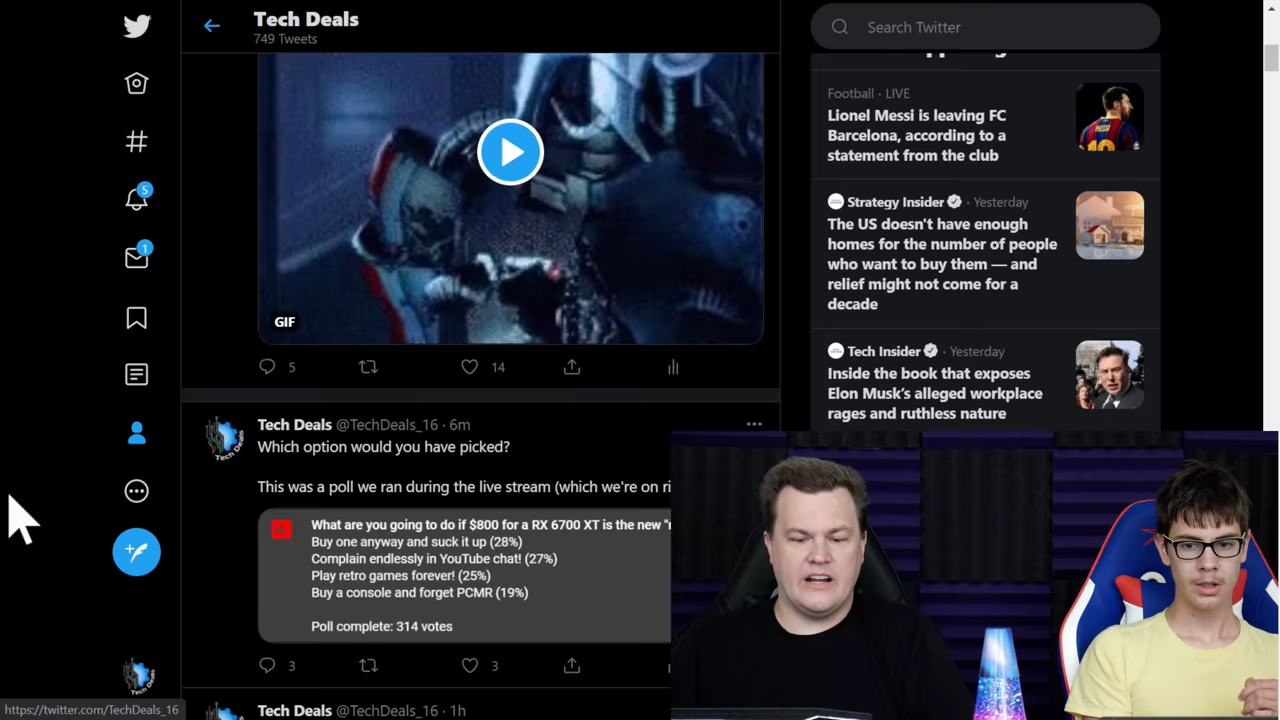 Tech Deals
749 Tweets
Search Twitter
Football · LIVE
Lionel Messi is leaving FC
Barcelona, according to a
statement from the club
Strategy Insider · Yesterday
The US doesn't have enough
homes for the number of people
who want to buy them — and
relief might not come for a
decade
Tech Insider · Yesterday
Inside the book that exposes
Elon Musk's alleged workplace
rages and ruthless nature
5
1
GIF
5
14
Tech Deals @TechDeals_16 · 6m
Which option would you have picked?
This was a poll we ran during the live stream (which we're on
What are you going to do if $800 for a RX 6700 XT is the new
Buy one anyway and suck it up (28%)
Complain endlessly in YouTube chat! (27%)
Play retro games forever! (25%)
Buy a console and forget PCMR (19%)
Poll complete: 314 votes
3
3
Tech Deals @TechDeals_16 · 1h
https://twitter.com/TechDeals_16